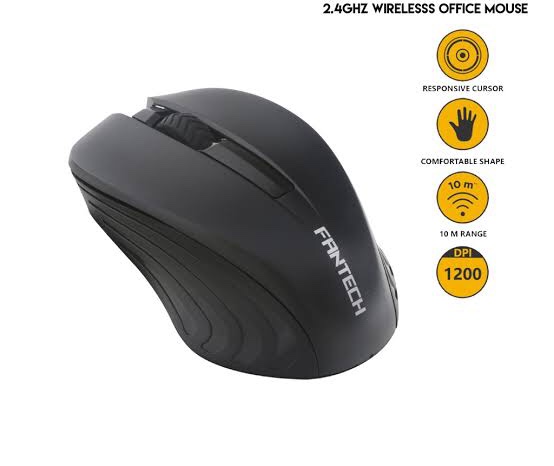 2.4GHZ WIRELESSS OFFICE MOUSE
RESPONSIVE CURSOR
COMFORTABLE SHAPE
10 m
10 M RANGE
DPI
1200
FANTECH